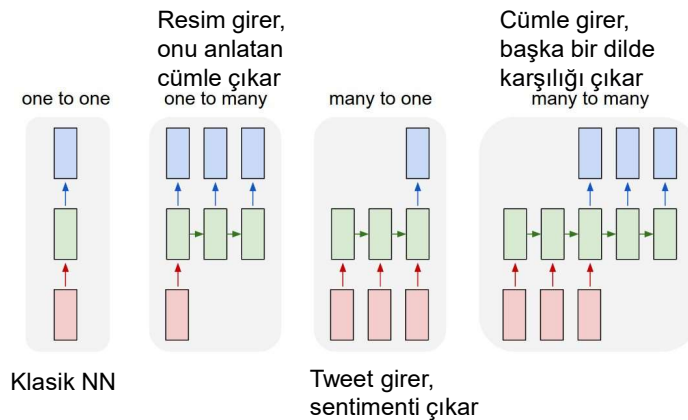 Resim girer,
onu anlatan
cümle çıkar
Cümle girer,
başka bir dilde
karşılığı çıkar
one to one
one to many
many to one
many to many
Klasik NN
Tweet girer,
sentimenti çıkar